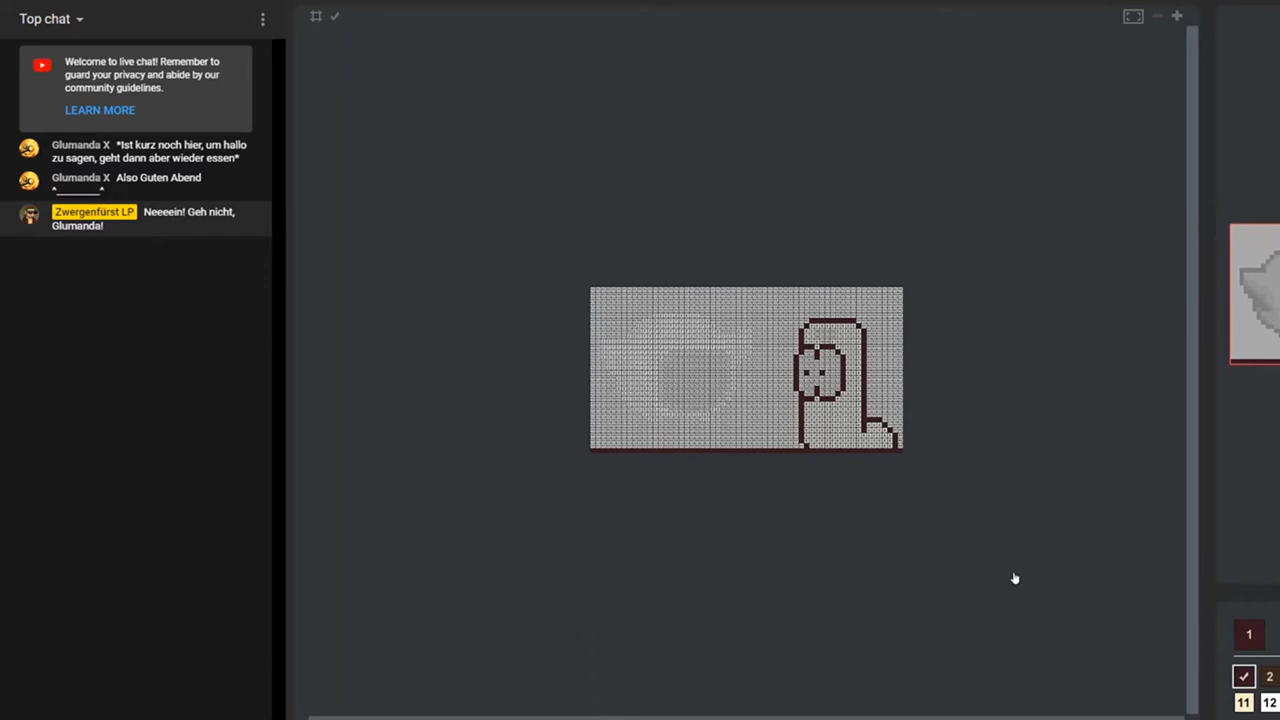 Top chat
Welcome to live chat! Remember to
guard your privacy and abide by our
community guidelines.
LEARN MORE
Glumanda X *Ist kurz noch hier, um hallo
zu sagen, geht dann aber wieder essen*
Glumanda X Also Guten Abend
^________^
Zwergenfürst LP Neeeein! Geh nicht,
Glumanda!
1
2
11 12